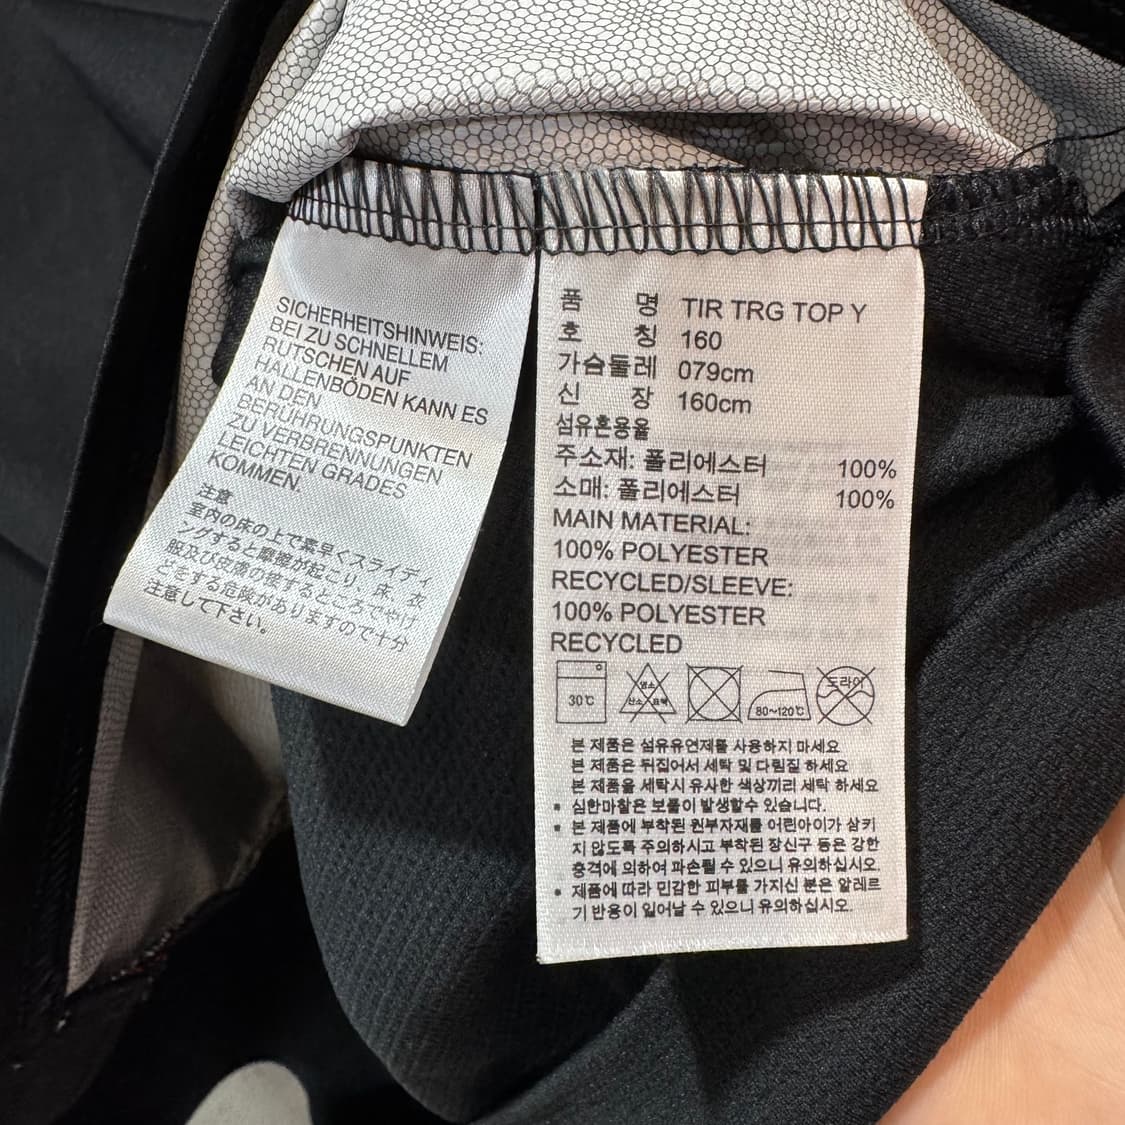 SICHERHEITSHINWEIS:
BEI ZU SCHNELLEM
RUTSCHEN AUF
HALLENBÖDEN KANN ES
AN DEN
BERÜHRUNGSPUNKTEN
ZU VERBRENNUNGEN
LEICHTEN GRADES
KOMMEN.
注意
室内の床の上で素早くスライディ
ングすると摩擦が起こり、床、衣
服及び皮膚の接するところでやけ
どをする危険がありますので十分
注意して下さい。
품 명 TIR TRG TOP Y
호 칭 160
가슴둘레 079cm
신 장 160cm
섬유혼용율
주소재: 폴리에스터 100%
소매: 폴리에스터 100%
MAIN MATERIAL:
100% POLYESTER
RECYCLED/SLEEVE:
100% POLYESTER
RECYCLED
30℃
염소
산소표백
80~120℃
드라이
본 제품은 섬유유연제를 사용하지 마세요
본 제품은 뒤집어서 세탁 및 다림질 하세요
본 제품을 세탁시 유사한 색상끼리 세탁 하세요
▪ 심한마찰은 보풀이 발생할수 있습니다.
▪ 본 제품에 부착된 원부자재를 어린아이가 삼키
지 않도록 주의하시고 부착된 장신구 등은 강한
충격에 의하여 파손될 수 있으니 유의하십시오.
▪ 제품에 따라 민감한 피부를 가지신 분은 알레르
기 반응이 일어날 수 있으니 유의하십시오.